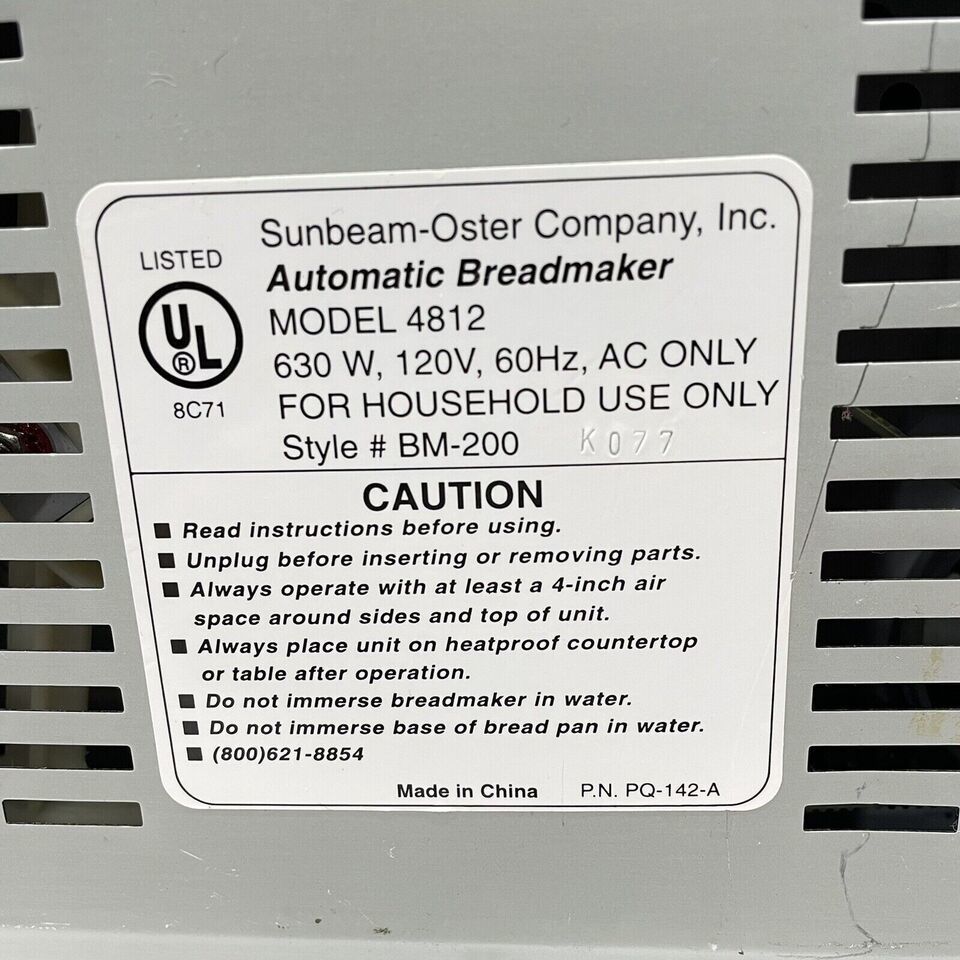 LISTED
UL
®
8C71
Sunbeam-Oster Company, Inc.
Automatic Breadmaker
MODEL 4812
630 W, 120V, 60Hz, AC ONLY
FOR HOUSEHOLD USE ONLY
Style # BM-200 K077
CAUTION
■ Read instructions before using.
■ Unplug before inserting or removing parts.
■ Always operate with at least a 4-inch air
space around sides and top of unit.
■ Always place unit on heatproof countertop
or table after operation.
■ Do not immerse breadmaker in water.
■ Do not immerse base of bread pan in water.
■ (800)621-8854
Made in China P.N. PQ-142-A